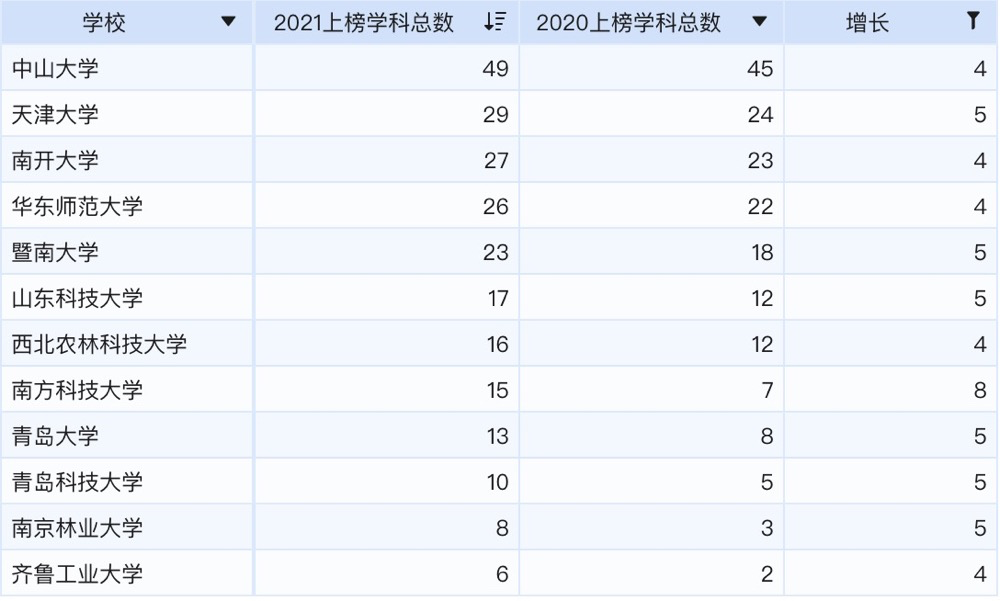 学校 2021上榜学科总数 2020上榜学科总数 增长
中山大学 49 45 4
天津大学 29 24 5
南开大学 27 23 4
华东师范大学 26 22 4
暨南大学 23 18 5
山东科技大学 17 12 5
西北农林科技大学 16 12 4
南方科技大学 15 7 8
青岛大学 13 8 5
青岛科技大学 10 5 5
南京林业大学 8 3 5
齐鲁工业大学 6 2 4